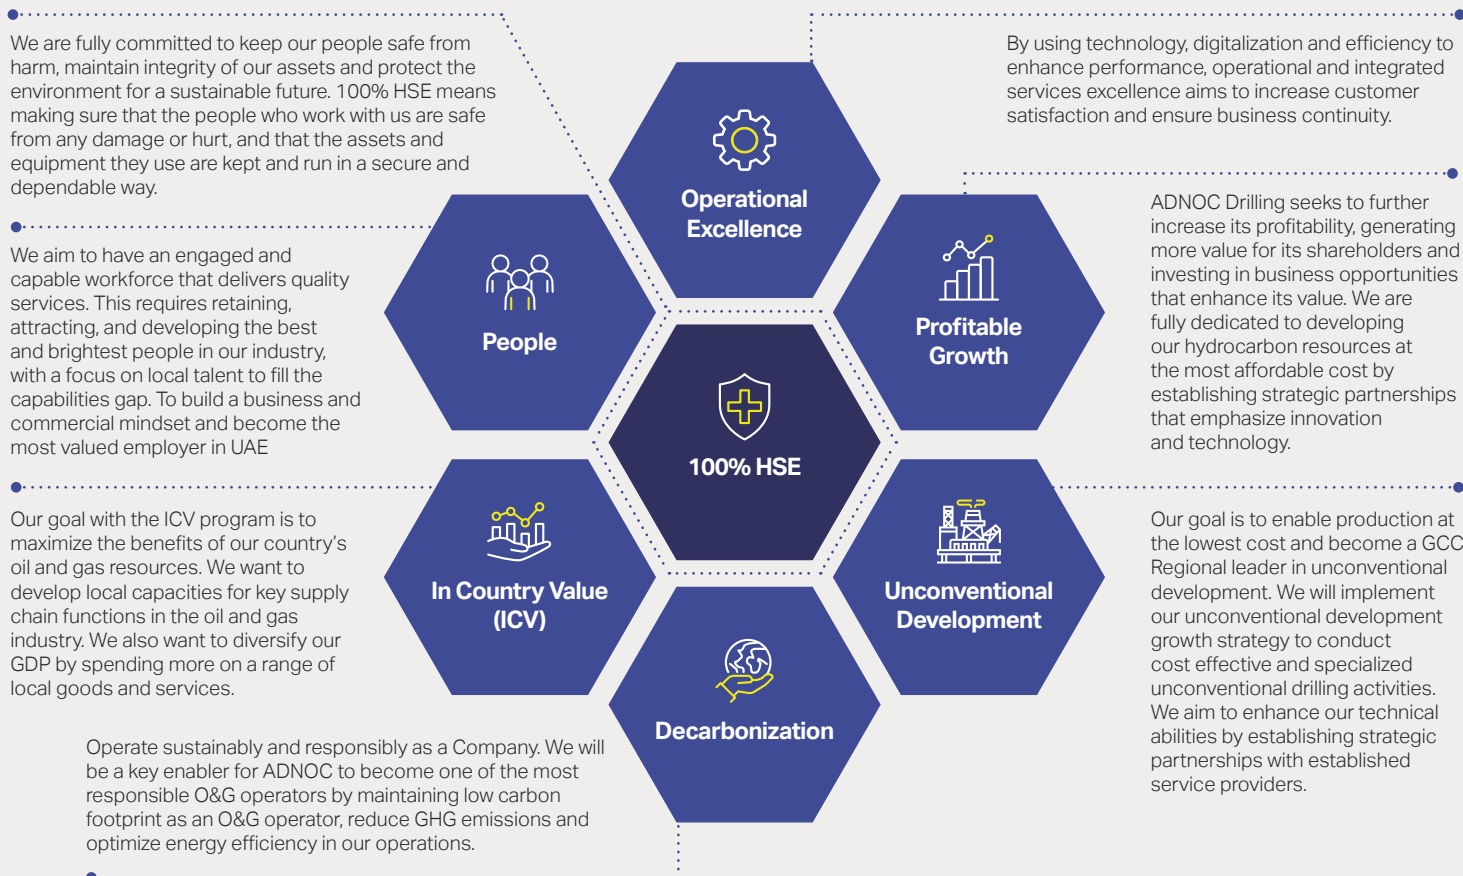 We are fully committed to keep our people safe from
harm, maintain integrity of our assets and protect the
environment for a sustainable future. 100% HSE means
making sure that the people who work with us are safe
from any damage or hurt, and that the assets and
equipment they use are kept and run in a secure and
dependable way.
By using technology, digitalization and efficiency to
enhance performance, operational and integrated
services excellence aims to increase customer
satisfaction and ensure business continuity.
Operational
Excellence
We aim to have an engaged and
capable workforce that delivers quality
services. This requires retaining,
attracting, and developing the best
and brightest people in our industry,
with a focus on local talent to fill the
capabilities gap. To build a business and
commercial mindset and become the
most valued employer in UAE
People
Profitable
Growth
ADNOC Drilling seeks to further
increase its profitability, generating
more value for its shareholders and
investing in business opportunities
that enhance its value. We are
fully dedicated to developing
our hydrocarbon resources at
the most affordable cost by
establishing strategic partnerships
that emphasize innovation
and technology.
100% HSE
Our goal with the ICV program is to
maximize the benefits of our country's
oil and gas resources. We want to
develop local capacities for key supply
chain functions in the oil and gas
industry. We also want to diversify our
GDP by spending more on a range of
local goods and services.
In Country Value
(ICV)
Unconventional
Development
Our goal is to enable production at
the lowest cost and become a GCC
Regional leader in unconventional
development. We will implement
our unconventional development
growth strategy to conduct
cost effective and specialized
unconventional drilling activities.
We aim to enhance our technical
abilities by establishing strategic
partnerships with established
service providers.
Decarbonization
Operate sustainably and responsibly as a Company. We will
be a key enabler for ADNOC to become one of the most
responsible O&G operators by maintaining low carbon
footprint as an O&G operator, reduce GHG emissions and
optimize energy efficiency in our operations.